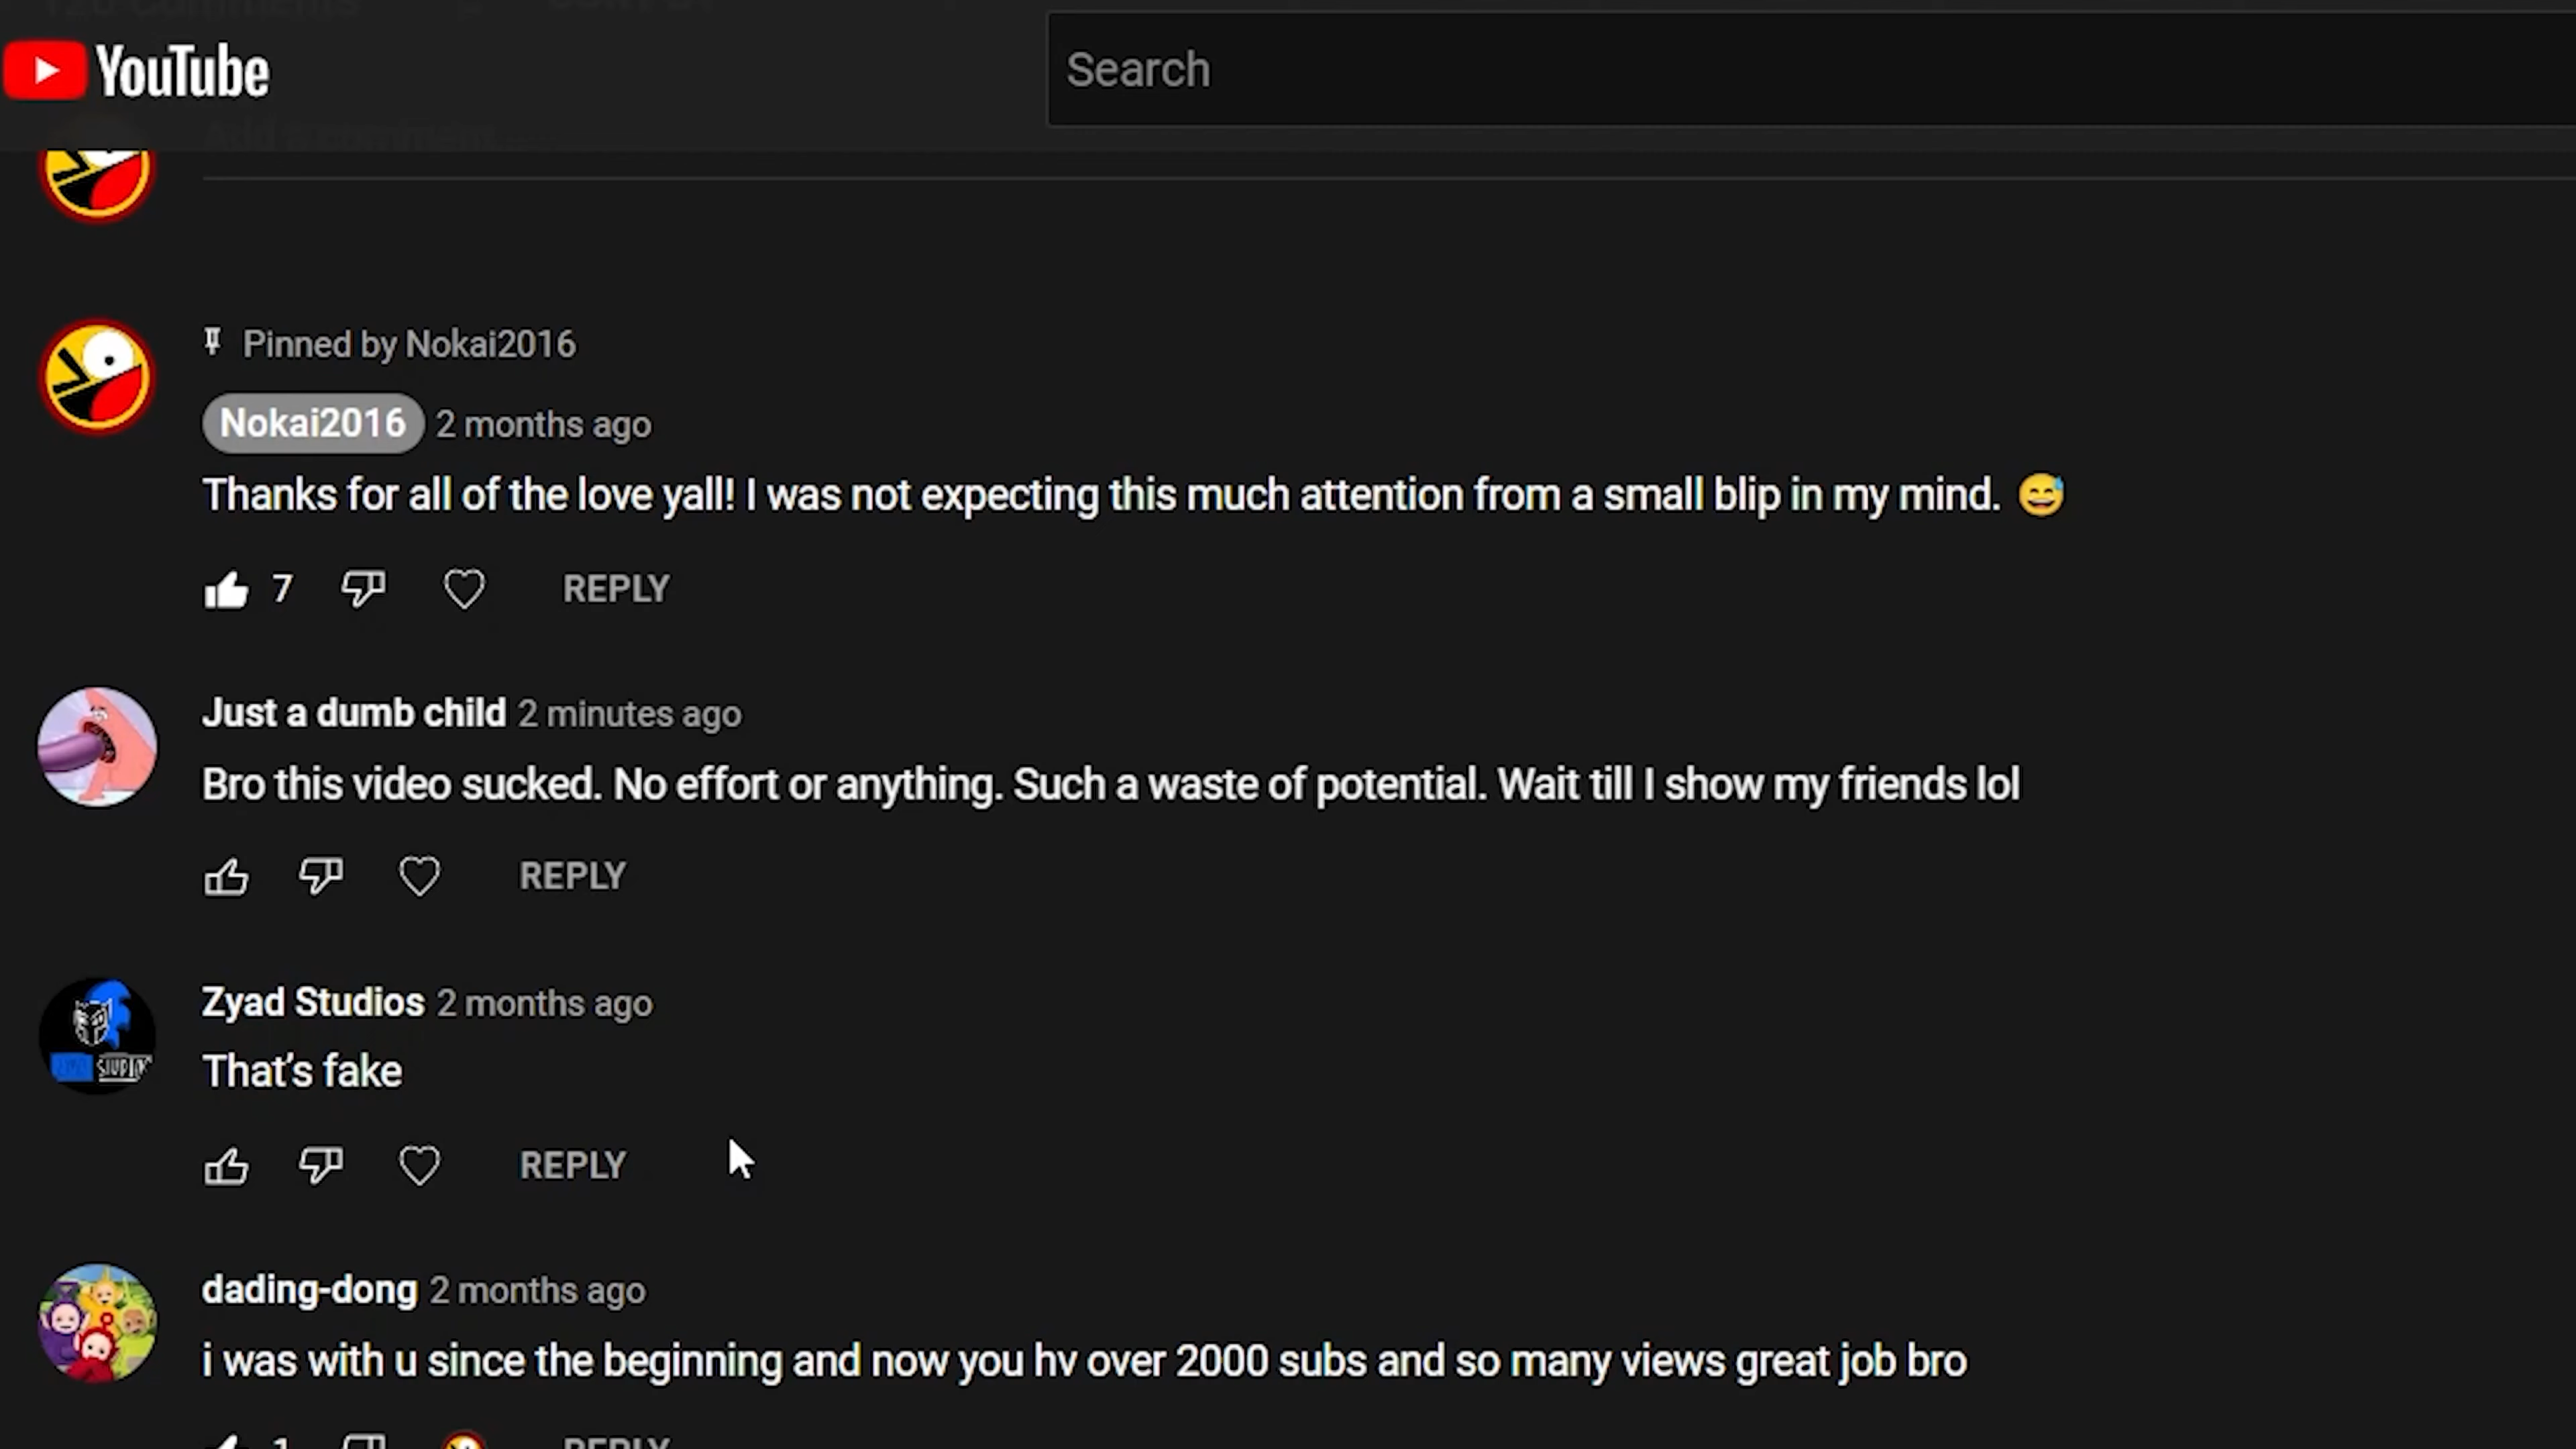 YouTube
Search
Add a comment...
Pinned by Nokai2016
Nokai2016 2 months ago
Thanks for all of the love yall! I was not expecting this much attention from a small blip in my mind. 😅
7 REPLY
Just a dumb child 2 minutes ago
Bro this video sucked. No effort or anything. Such a waste of potential. Wait till I show my friends lol
REPLY
Zyad Studios 2 months ago
That's fake
REPLY
dading-dong 2 months ago
i was with u since the beginning and now you hv over 2000 subs and so many views great job bro
1 REPLY